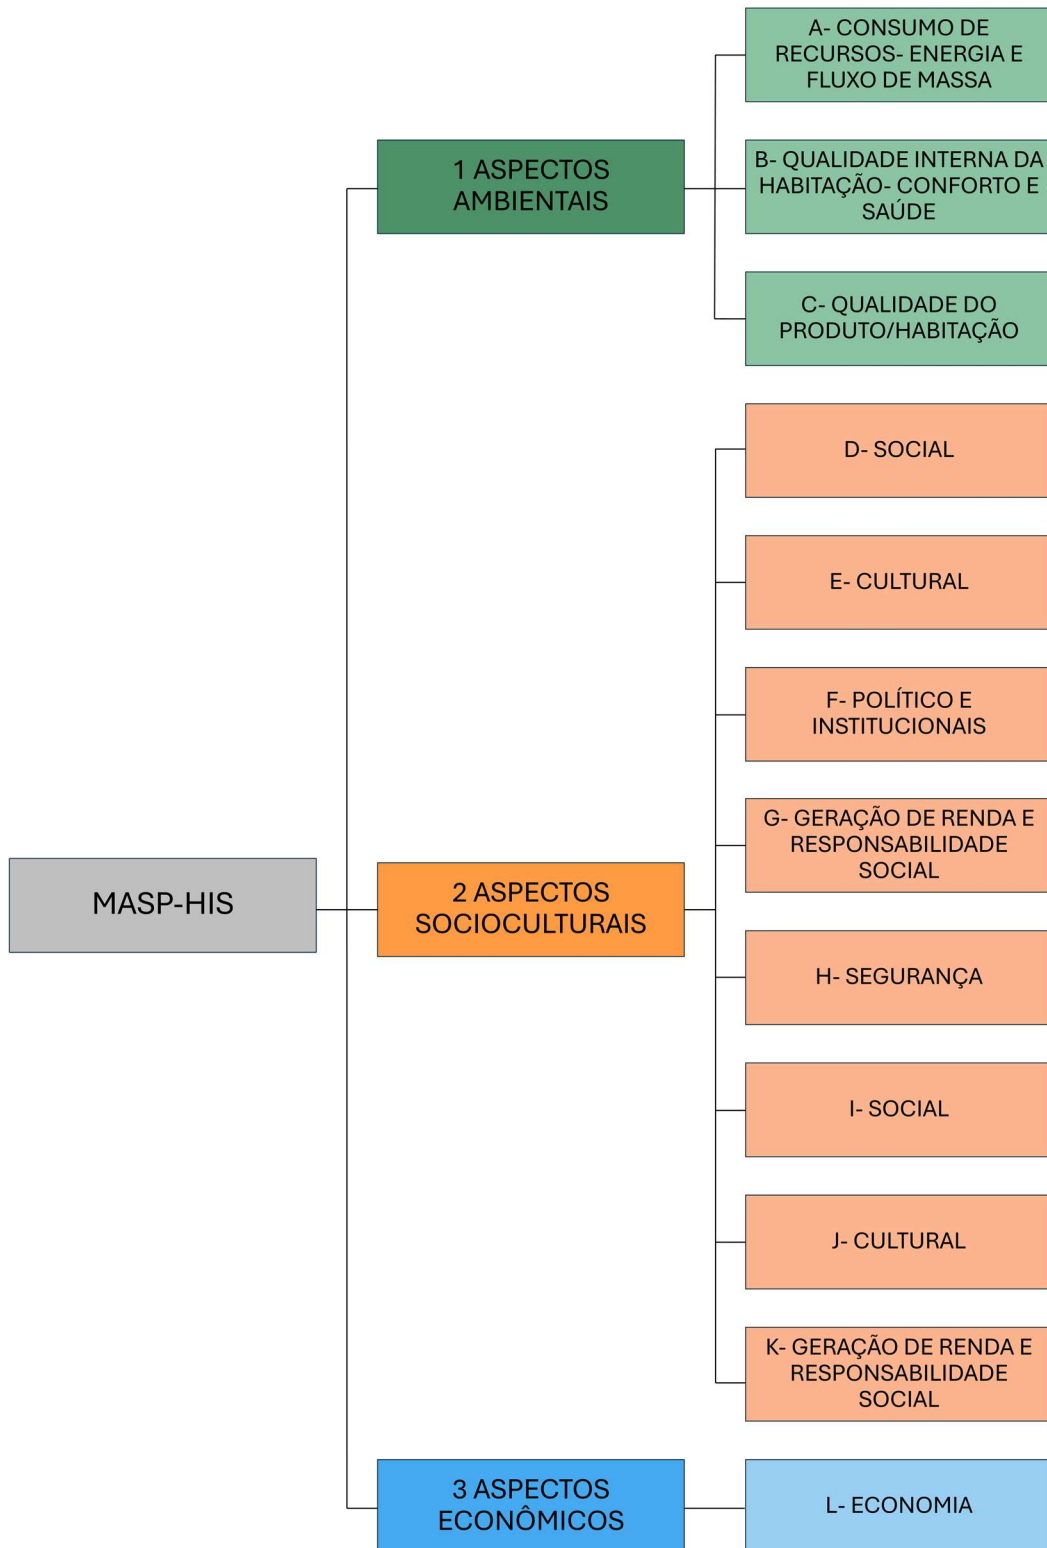 A- CONSUMO DE
RECURSOS- ENERGIA E
FLUXO DE MASSA
1 ASPECTOS
AMBIENTAIS
B- QUALIDADE INTERNA DA
HABITAÇÃO- CONFORTO E
SAÚDE
C- QUALIDADE DO
PRODUTO/HABITAÇÃO
D- SOCIAL
E- CULTURAL
F- POLÍTICO E
INSTITUCIONAIS
G- GERAÇÃO DE RENDA E
RESPONSABILIDADE
SOCIAL
MASP-HIS
2 ASPECTOS
SOCIOCULTURAIS
H- SEGURANÇA
I- SOCIAL
J- CULTURAL
K- GERAÇÃO DE RENDA E
RESPONSABILIDADE
SOCIAL
3 ASPECTOS
ECONÔMICOS
L- ECONOMIA